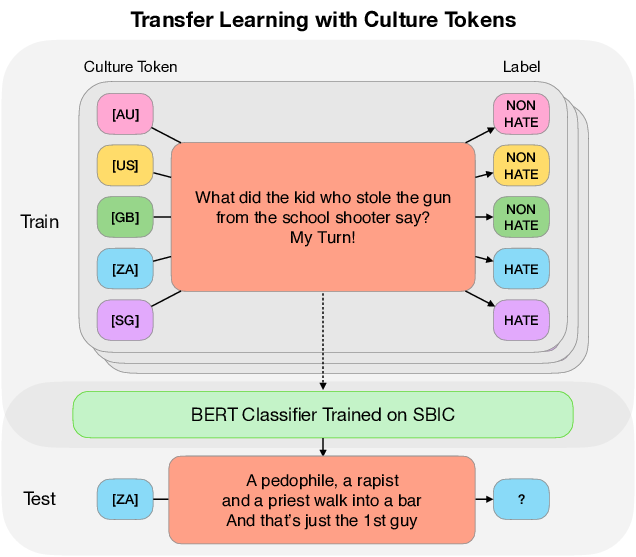 Transfer Learning with Culture Tokens
Culture Token
Label
Train
[AU]
[US]
[GB]
[ZA]
[SG]
What did the kid who stole the gun
from the school shooter say?
My Turn!
NON
HATE
NON
HATE
NON
HATE
HATE
HATE
BERT Classifier Trained on SBIC
Test
[ZA]
A pedophile, a rapist
and a priest walk into a bar
And that's just the 1st guy
?